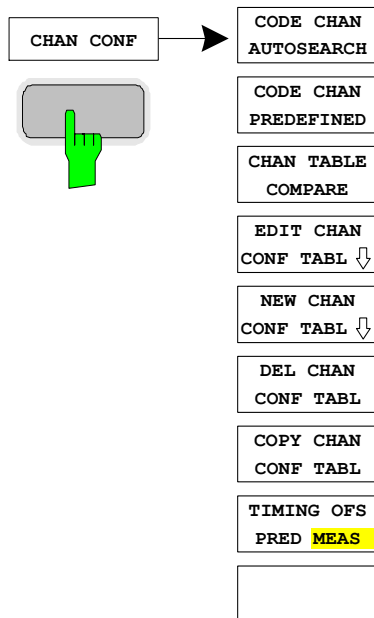 CHAN CONF
CODE CHAN
AUTOSEARCH
CODE CHAN
PREDEFINED
CHAN TABLE
COMPARE
EDIT CHAN
CONF TABL
NEW CHAN
CONF TABL
DEL CHAN
CONF TABL
COPY CHAN
CONF TABL
TIMING OFS
PRED MEAS